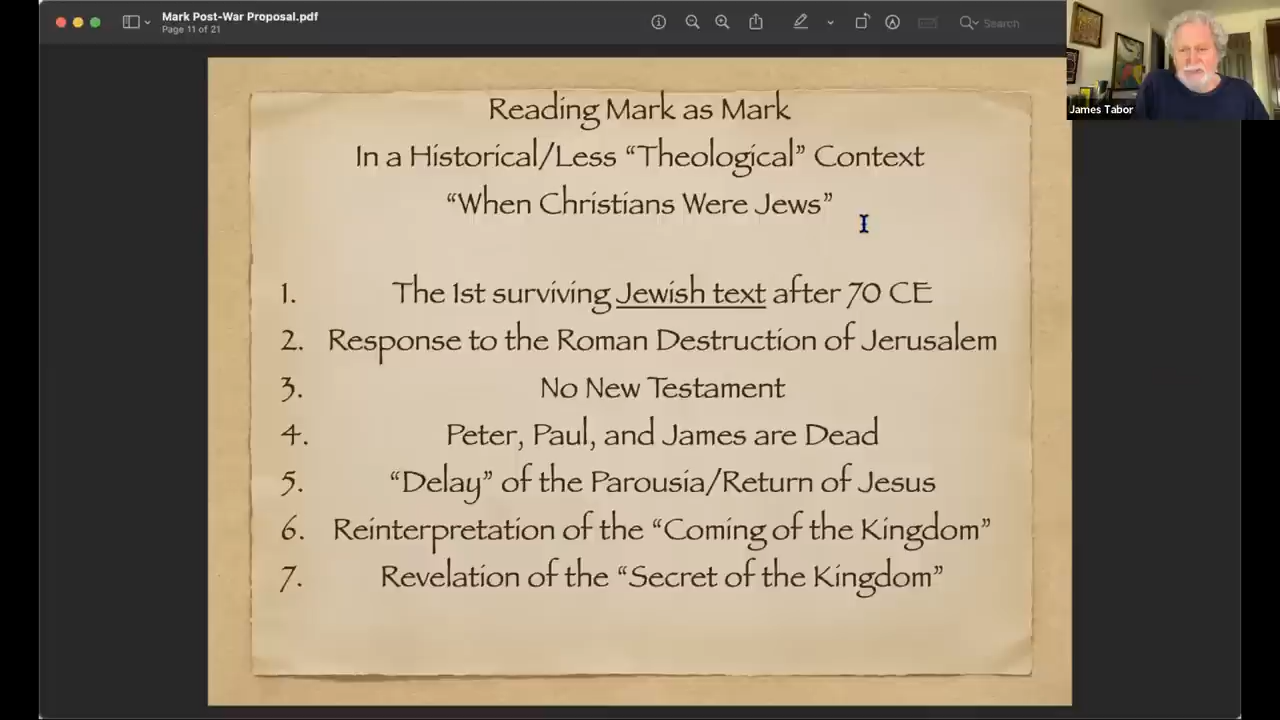 Mark Post-War Proposal.pdf
Page 11 of 21
Search
James Tabor
Reading Mark as Mark
In a Historical/Less “Theological” Context
“When Christians Were Jews”
1. The 1st surviving Jewish text after 70 CE
2. Response to the Roman Destruction of Jerusalem
3. No New Testament
4. Peter, Paul, and James are Dead
5. “Delay” of the Parousia/Return of Jesus
6. Reinterpretation of the “Coming of the Kingdom”
7. Revelation of the “Secret of the Kingdom”